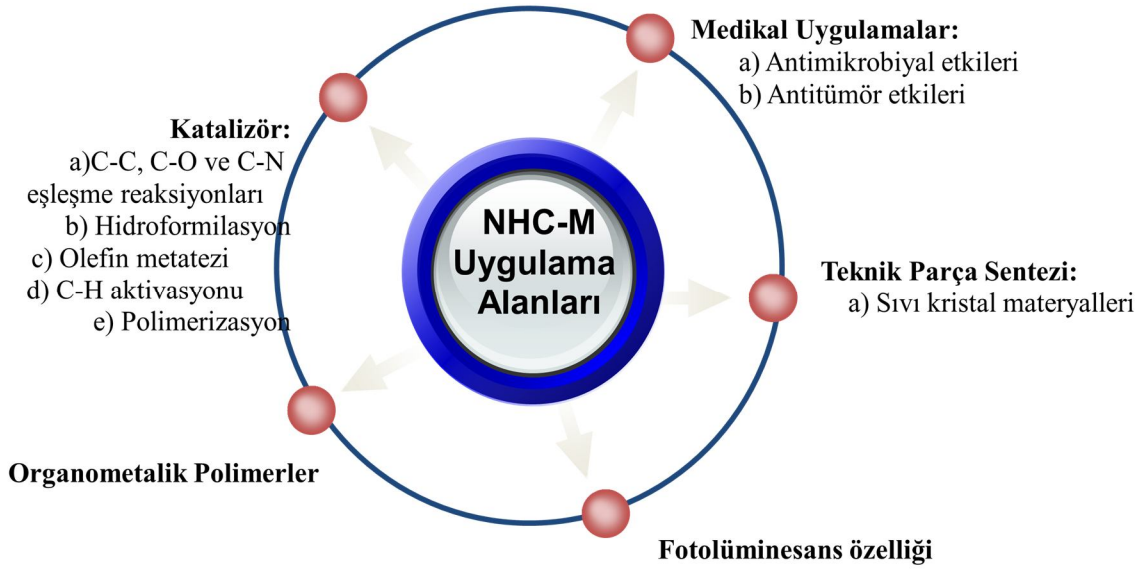 Medikal Uygulamalar:
a) Antimikrobiyal etkileri
b) Antitümör etkileri
Katalizör:
a)C-C, C-O ve C-N
eşleşme reaksiyonları
b) Hidroformilasyon
c) Olefin metatezi
d) C-H aktivasyonu
e) Polimerizasyon
NHC-M
Uygulama
Alanları
Teknik Parça Sentezi:
a) Sıvı kristal materyalleri
Organometalik Polimerler
Fotolüminesans özelliği